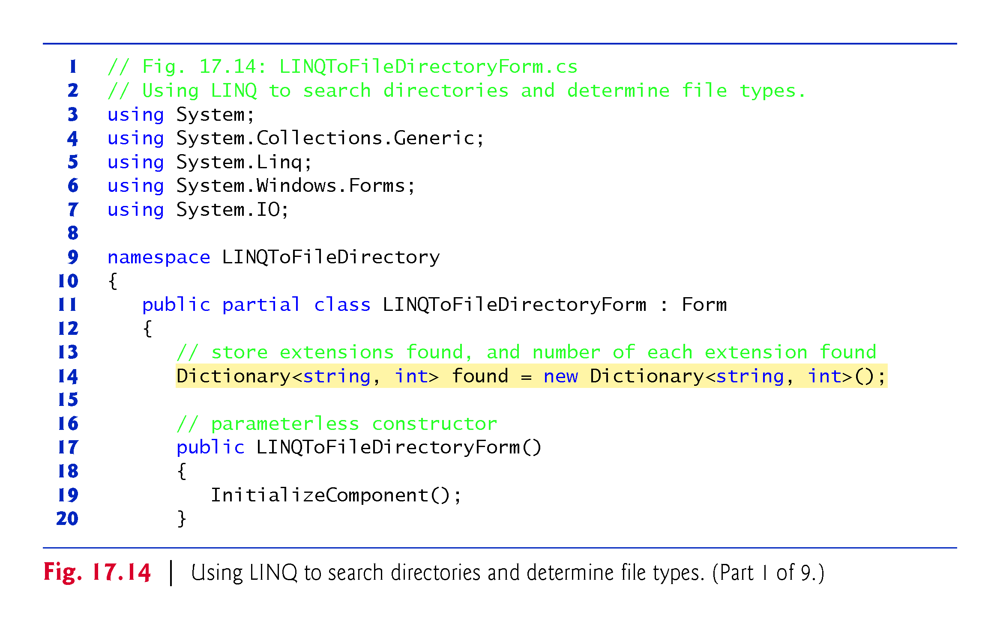 1 // Fig. 17.14: LINQToFileDirectoryForm.cs
2 // Using LINQ to search directories and determine file types.
3 using System;
4 using System.Collections.Generic;
5 using System.Linq;
6 using System.Windows.Forms;
7 using System.IO;
8
9 namespace LINQToFileDirectory
10 {
11    public partial class LINQToFileDirectoryForm : Form
12    {
13       // store extensions found, and number of each extension found
14       Dictionary<string, int> found = new Dictionary<string, int>();
15
16       // parameterless constructor
17       public LINQToFileDirectoryForm()
18       {
19          InitializeComponent();
20       }
Fig. 17.14 | Using LINQ to search directories and determine file types. (Part 1 of 9.)